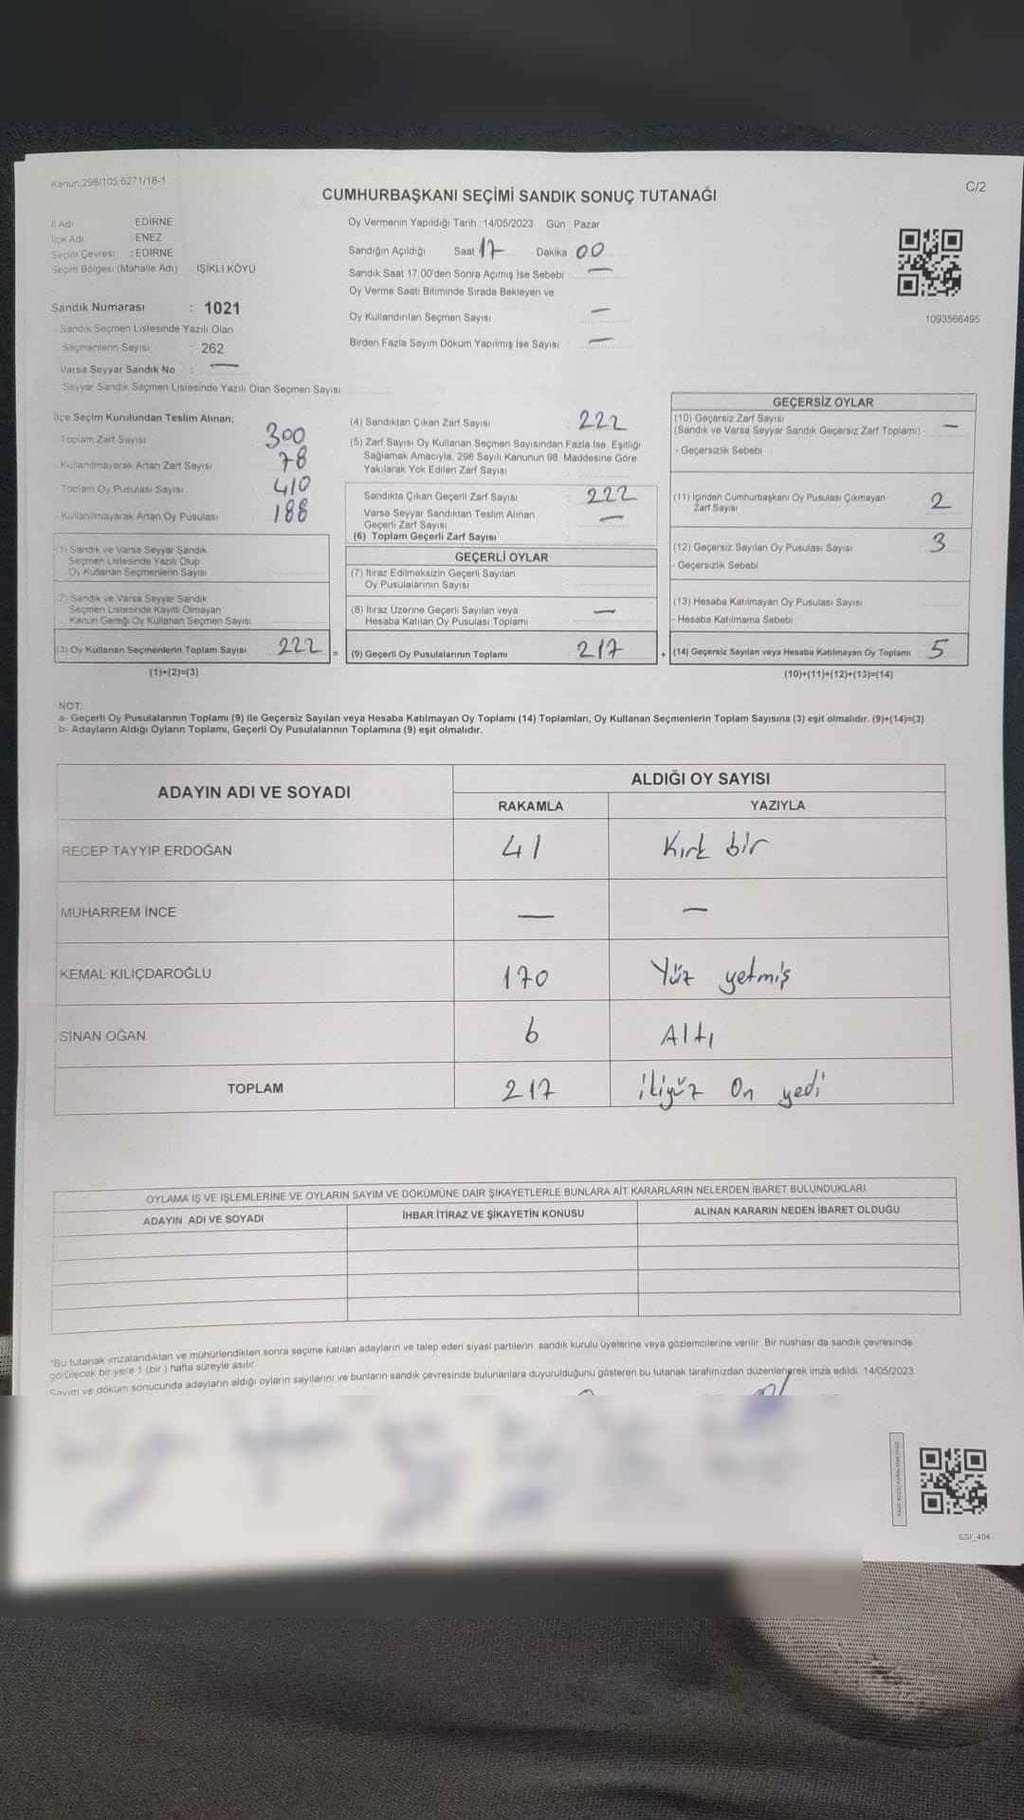 Kanun:298/105;6271/18-1
C/2
CUMHURBAŞKANI SEÇİMİ SANDIK SONUÇ TUTANAĞI
İl Adı EDİRNE
İlçe Adı ENEZ
Seçim Çevresi :EDİRNE
Seçim Bölgesi (Mahalle Adı) IŞIKLI KÖYÜ
Oy Vermenin Yapıldığı Tarih :14/05/2023 Gün : Pazar
Sandığın Açıldığı Saat 17 Dakika 00
Sandık Saat 17:00'den Sonra Açılmış İse Sebebi —
Oy Verme Saati Bitiminde Sırada Bekleyen ve
Oy Kullandırılan Seçmen Sayısı —
Birden Fazla Sayım Döküm Yapılmış İse Sayısı —
1093566495
Sandık Numarası : 1021
Sandık Seçmen Listesinde Yazılı Olan
Seçmenlerin Sayısı : 262
Varsa Seyyar Sandık No : —
Seyyar Sandık Seçmen Listesinde Yazılı Olan Seçmen Sayısı
İlçe Seçim Kurulundan Teslim Alınan;
Toplam Zarf Sayısı 300
Kullanılmayarak Artan Zarf Sayısı 78
Toplam Oy Pusulası Sayısı 410
Kullanılmayarak Artan Oy Pusulası 188
(1) Sandık ve Varsa Seyyar Sandık
Seçmen Listesinde Yazılı Olup
Oy Kullanan Seçmenlerin Sayısı
(2) Sandık ve Varsa Seyyar Sandık
Seçmen Listesinde Kayıtlı Olmayan
Kanun Gereği Oy Kullanan Seçmen Sayısı
(3) Oy Kullanan Seçmenlerin Toplam Sayısı 222 =
(1)+(2)=(3)
(4) Sandıktan Çıkan Zarf Sayısı 222
(5) Zarf Sayısı Oy Kullanan Seçmen Sayısından Fazla İse, Eşitliği
Sağlamak Amacıyla, 298 Sayılı Kanunun 98. Maddesine Göre
Yakılarak Yok Edilen Zarf Sayısı
Sandıkta Çıkan Geçerli Zarf Sayısı 222
Varsa Seyyar Sandıktan Teslim Alınan
Geçerli Zarf Sayısı —
(6) Toplam Geçerli Zarf Sayısı
GEÇERLİ OYLAR
(7) İtiraz Edilmeksizin Geçerli Sayılan
Oy Pusulalarının Sayısı
(8) İtiraz Üzerine Geçerli Sayılan veya
Hesaba Katılan Oy Pusulası Toplamı —
(9) Geçerli Oy Pusulalarının Toplamı 217 +
GEÇERSİZ OYLAR
(10) Geçersiz Zarf Sayısı
(Sandık ve Varsa Seyyar Sandık Geçersiz Zarf Toplamı) —
- Geçersizlik Sebebi
(11) İçinden Cumhurbaşkanı Oy Pusulası Çıkmayan
Zarf Sayısı 2
(12) Geçersiz Sayılan Oy Pusulası Sayısı 3
- Geçersizlik Sebebi
(13) Hesaba Katılmayan Oy Pusulası Sayısı
- Hesaba Katılmama Sebebi
(14) Geçersiz Sayılan veya Hesaba Katılmayan Oy Toplamı 5
(10)+(11)+(12)+(13)=(14)
NOT:
a- Geçerli Oy Pusulalarının Toplamı (9) ile Geçersiz Sayılan veya Hesaba Katılmayan Oy Toplamı (14) Toplamları, Oy Kullanan Seçmenlerin Toplam Sayısına (3) eşit olmalıdır. (9)+(14)=(3)
b- Adayların Aldığı Oyların Toplamı, Geçerli Oy Pusulalarının Toplamına (9) eşit olmalıdır.
ADAYIN ADI VE SOYADI ALDIĞI OY SAYISI
RAKAMLA YAZIYLA
RECEP TAYYİP ERDOĞAN 41 Kırk bir
MUHARREM İNCE — —
KEMAL KILIÇDAROĞLU 170 Yüz yetmiş
SİNAN OĞAN 6 Altı
TOPLAM 217 ikiyüz On yedi
OYLAMA İŞ VE İŞLEMLERİNE VE OYLARIN SAYIM VE DÖKÜMÜNE DAİR ŞİKAYETLERLE BUNLARA AİT KARARLARIN NELERDEN İBARET BULUNDUKLARI
ADAYIN ADI VE SOYADI İHBAR İTİRAZ VE ŞİKAYETİN KONUSU ALINAN KARARIN NEDEN İBARET OLDUĞU
*Bu tutanak imzalandıktan ve mühürlendikten sonra seçime katılan adayların ve talep eden siyasi partilerin sandık kurulu üyelerine veya gözlemcilerine verilir. Bir nüshası da sandık çevresinde
görülecek bir yere 1 (bir) hafta süreyle asılır.
Sayım ve döküm sonucunda adayların aldığı oyların sayılarını ve bunların sandık çevresinde bulunanlara duyurulduğunu gösteren bu tutanak tarafımızdan düzenlenerek imza edildi. 14/05/2023